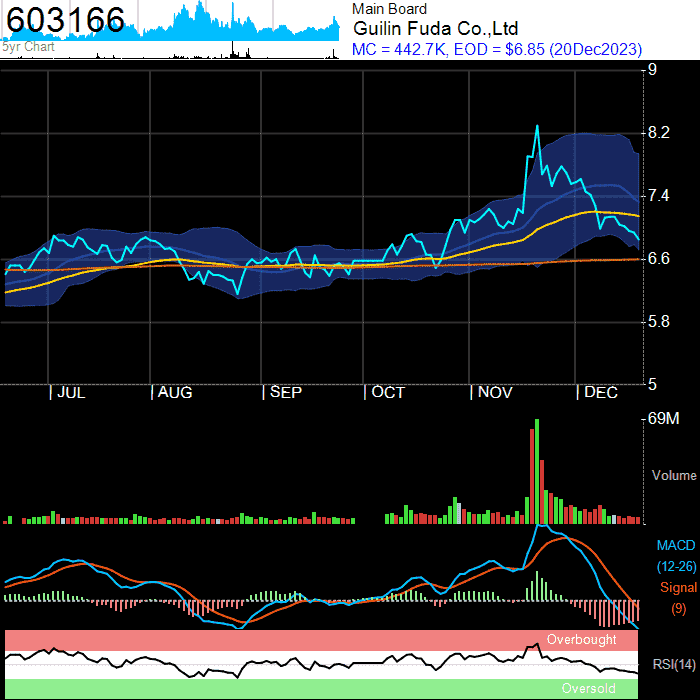 603166
5yr Chart
Main Board
Guilin Fuda Co.,Ltd
MC = 442.7K, EOD = $6.85 (20Dec2023)
9
8.2
7.4
6.6
5.8
5
| JUL | AUG | SEP | OCT | NOV | DEC
69M
Volume
MACD
(12-26)
Signal
(9)
Overbought
RSI(14)
Oversold